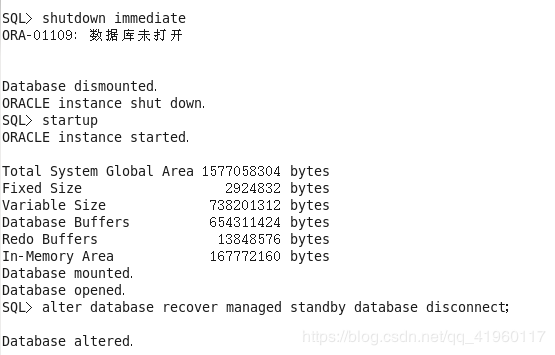 SQL> shutdown immediate
ORA-01109: 数据库未打开
Database dismounted.
ORACLE instance shut down.
SQL> startup
ORACLE instance started.
Total System Global Area 1577058304 bytes
Fixed Size 2924832 bytes
Variable Size 738201312 bytes
Database Buffers 654311424 bytes
Redo Buffers 13848576 bytes
In-Memory Area 167772160 bytes
Database mounted.
Database opened.
SQL> alter database recover managed standby database disconnect;
Database altered.
https://blog.csdn.net/qq_41960117